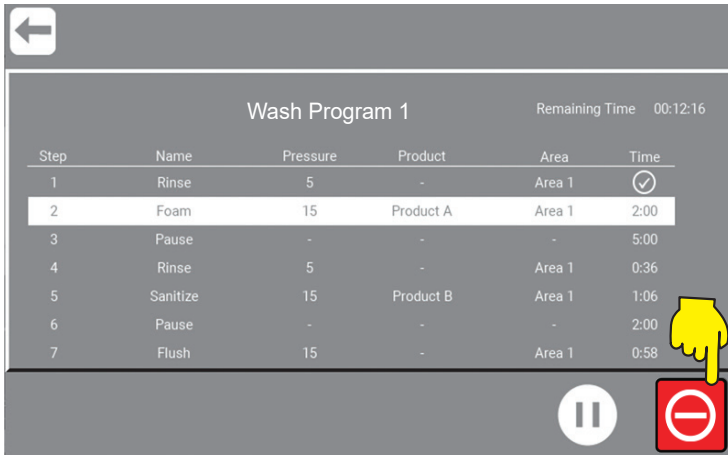 Wash Program 1 Remaining Time 00:12:16
Step Name Pressure Product Area Time
1 Rinse 5 - Area 1
2 Foam 15 Product A Area 1 2:00
3 Pause - - - 5:00
4 Rinse 5 - Area 1 0:36
5 Sanitize 15 Product B Area 1 1:06
6 Pause - - - 2:00
7 Flush 15 - Area 1 0:58